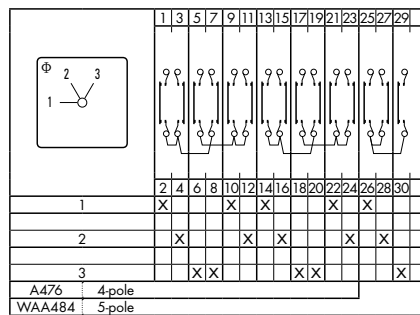 1 3 5 7 9 11 13 15 17 19 21 23 25 27 29
Φ
2 3
1
2 4 6 8 10 12 14 16 18 20 22 24 26 28 30
1 X X X X X
2 X X X X X
3 X X X X X
A476 4-pole
WAA484 5-pole